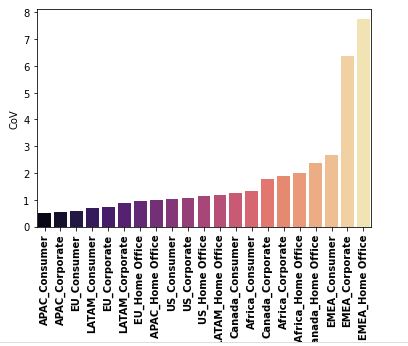 8
7
6
5
4
3
2
1
0
CoV
APAC_Consumer
APAC_Corporate
EU_Consumer
LATAM_Consumer
EU_Corporate
LATAM_Corporate
EU_Home Office
APAC_Home Office
US_Consumer
US_Corporate
US_Home Office
LATAM_Home Office
Canada_Consumer
Africa_Consumer
Canada_Corporate
Africa_Corporate
Africa_Home Office
anada_Home Office
EMEA_Consumer
EMEA_Corporate
EMEA_Home Office